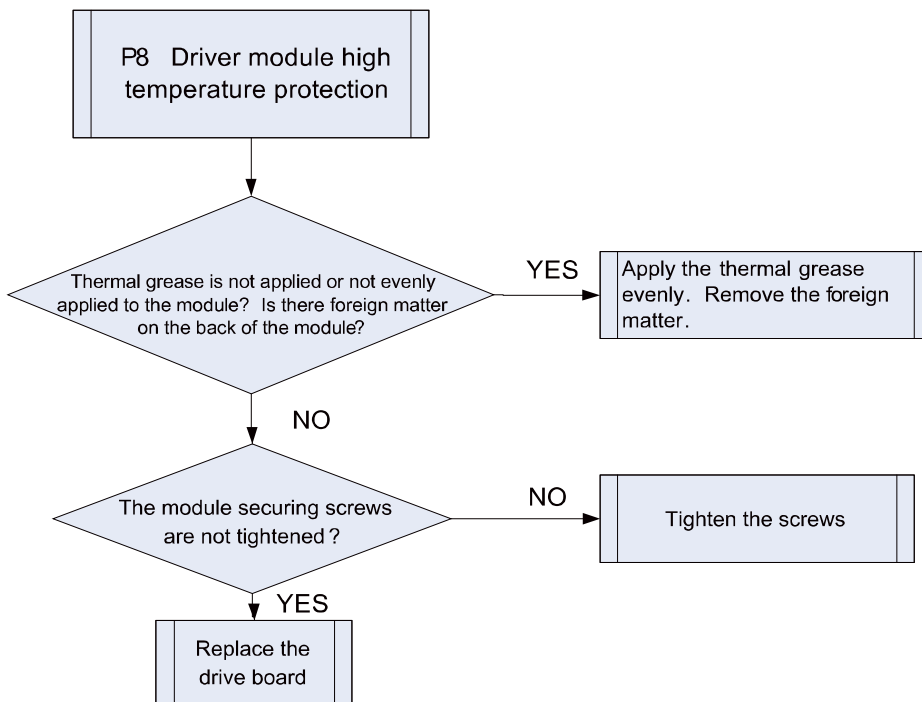 P8 Driver module high
temperature protection
Thermal grease is not applied or not evenly
applied to the module? Is there foreign matter
on the back of the module?
YES
Apply the thermal grease
evenly. Remove the foreign
matter.
NO
The module securing screws
are not tightened?
NO
Tighten the screws
YES
Replace the
drive board